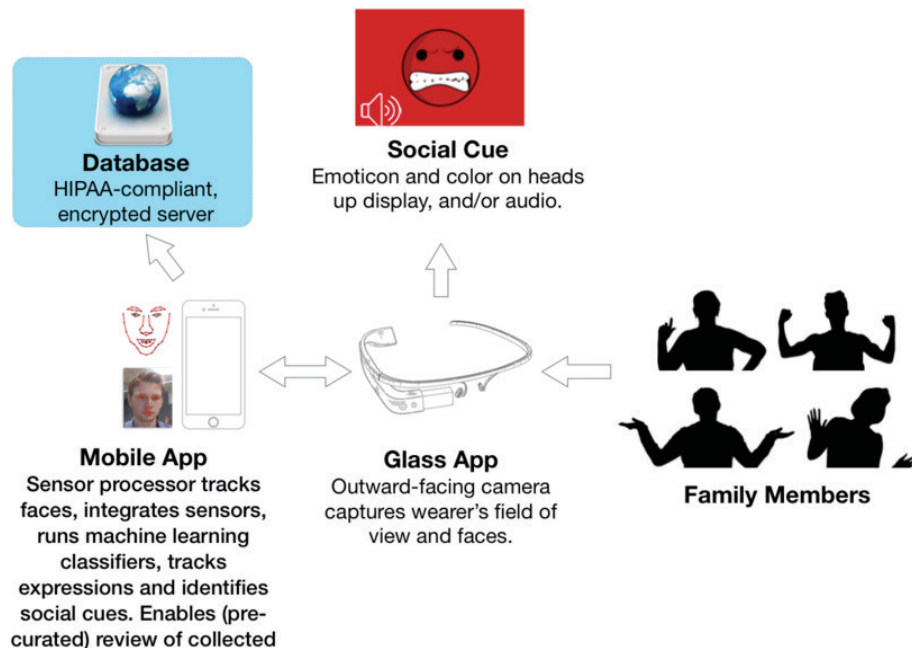 Database
HIPAA-compliant,
encrypted server
Social Cue
Emoticon and color on heads
up display, and/or audio.
Mobile App
Sensor processor tracks
faces, integrates sensors,
runs machine learning
classifiers, tracks
expressions and identifies
social cues. Enables (pre-
curated) review of collected
Glass App
Outward-facing camera
captures wearer’s field of
view and faces.
Family Members